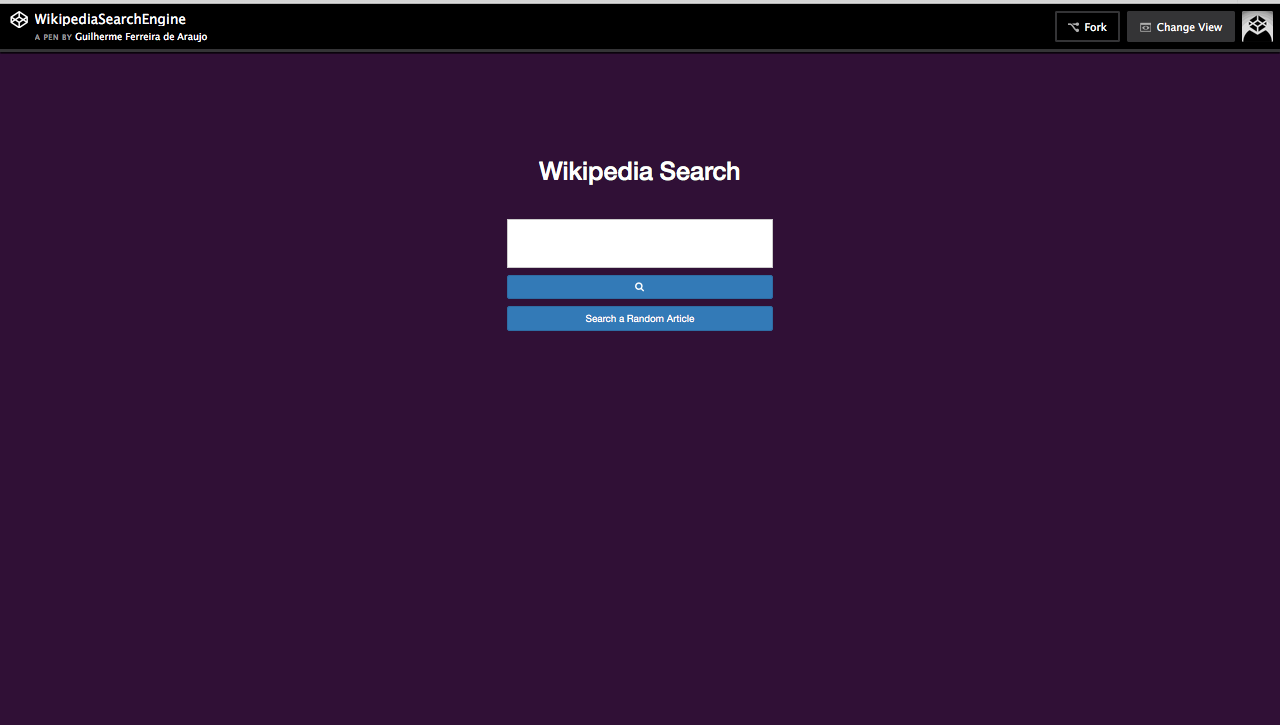 WikipediaSearchEngine
A PEN BY Guilherme Ferreira de Araujo
Fork
Change View
Wikipedia Search
Search a Random Article